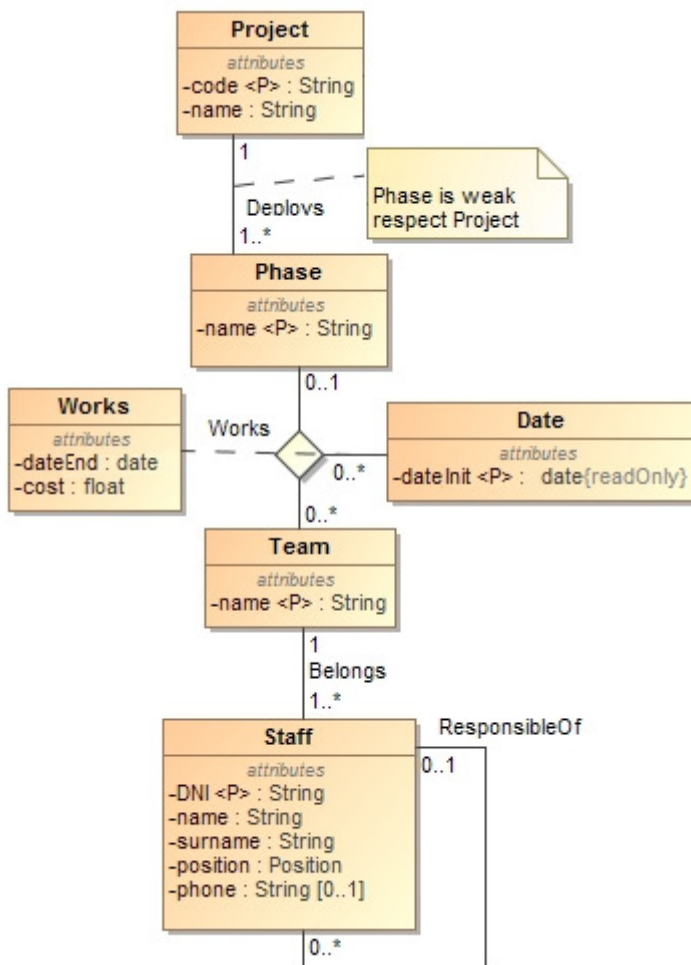 Project
attributes
-code <P> : String
-name : String
1
Deploys
1..*
Phase is weak
respect Project
Phase
attributes
-name <P> : String
0..1
Works
attributes
-dateEnd : date
-cost : float
Works
Date
attributes
-dateInit <P> : date{readOnly}
0..*
0..*
Team
attributes
-name <P> : String
1
Belongs
1..*
Staff
attributes
-DNI <P> : String
-name : String
-surname : String
-position : Position
-phone : String [0..1]
ResponsibleOf
0..1
0..*